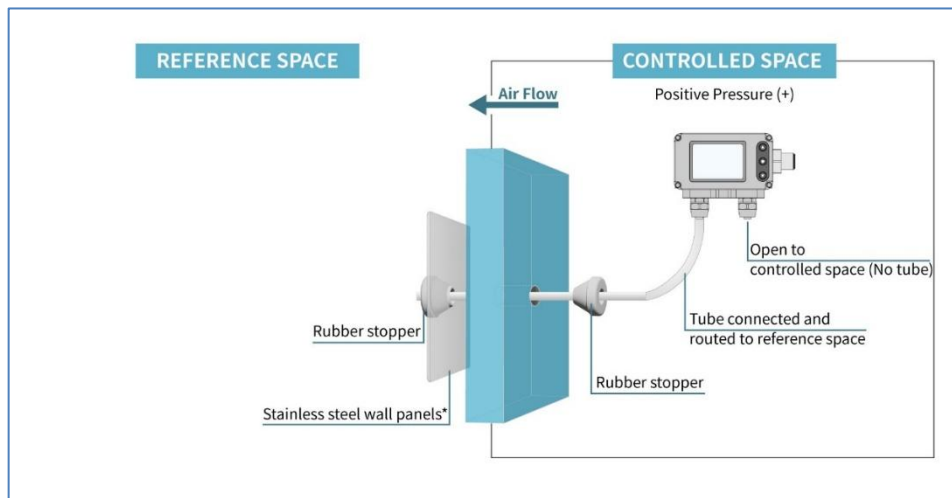 REFERENCE SPACE
CONTROLLED SPACE
Air Flow
Positive Pressure (+)
Open to
controlled space (No tube)
Tube connected and
routed to reference space
Rubber stopper
Rubber stopper
Stainless steel wall panels*